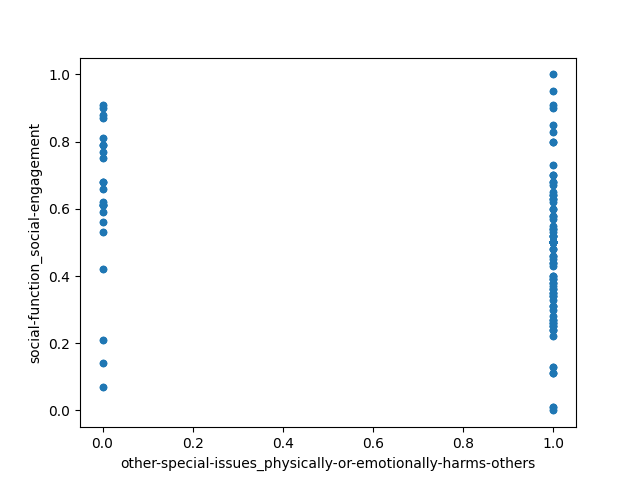 1.0
0.8
0.6
0.4
0.2
0.0
social-function_social-engagement
0.0 0.2 0.4 0.6 0.8 1.0
other-special-issues_physically-or-emotionally-harms-others